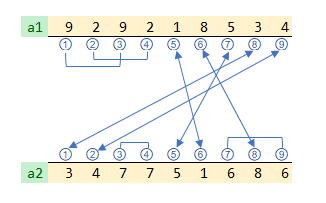 a1 9 2 9 2 1 8 5 3 4
① ② ③ ④ ⑤ ⑥ ⑦ ⑧ ⑨
① ② ③ ④ ⑤ ⑥ ⑦ ⑧ ⑨
a2 3 4 7 7 5 1 6 8 6